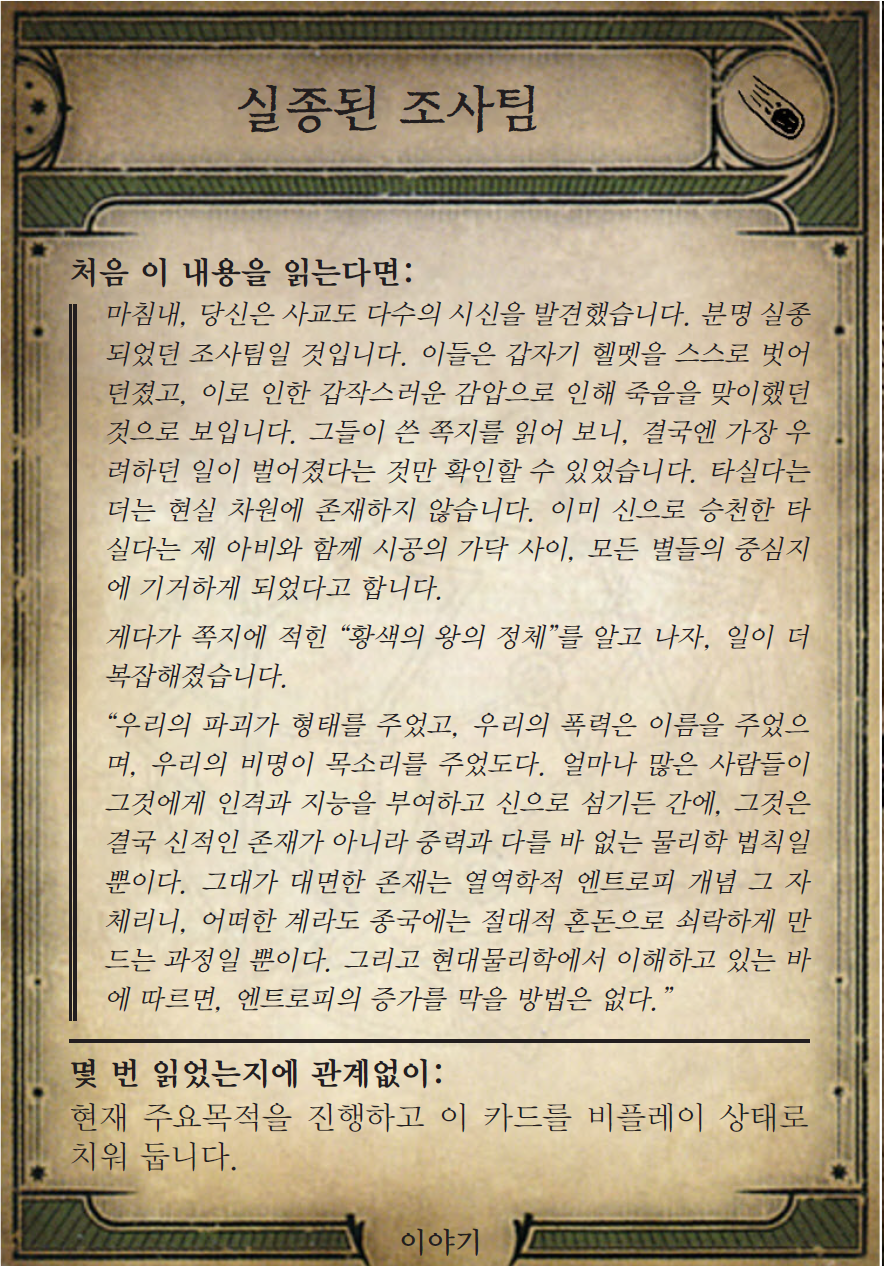 실종된 조사팀
처음 이 내용을 읽는다면:
마침내, 당신은 사교도 다수의 시신을 발견했습니다. 분명 실종
되었던 조사팀일 것입니다. 이들은 갑자기 헬멧을 스스로 벗어
던졌고, 이로 인한 갑작스러운 감압으로 인해 죽음을 맞이했던
것으로 보입니다. 그들이 쓴 쪽지를 읽어 보니, 결국엔 가장 우
려하던 일이 벌어졌다는 것만 확인할 수 있었습니다. 타실다는
더는 현실 차원에 존재하지 않습니다. 이미 신으로 승천한 타
실다는 제 아비와 함께 시공의 가닥 사이, 모든 별들의 중심지
에 기거하게 되었다고 합니다.
게다가 쪽지에 적힌 “황색의 왕의 정체”를 알고 나자, 일이 더
복잡해졌습니다.
“우리의 파괴가 형태를 주었고, 우리의 폭력은 이름을 주었으
며, 우리의 비명이 목소리를 주었도다. 얼마나 많은 사람들이
그것에게 인격과 지능을 부여하고 신으로 섬기든 간에, 그것은
결국 신적인 존재가 아니라 중력과 다를 바 없는 물리학 법칙일
뿐이다. 그대가 대면한 존재는 열역학적 엔트로피 개념 그 자
체리니, 어떠한 계라도 종국에는 절대적 혼돈으로 쇠락하게 만
드는 과정일 뿐이다. 그리고 현대물리학에서 이해하고 있는 바
에 따르면, 엔트로피의 증가를 막을 방법은 없다.”
몇 번 읽었는지에 관계없이:
현재 주요목적을 진행하고 이 카드를 비플레이 상태로
치워 둡니다.
이야기